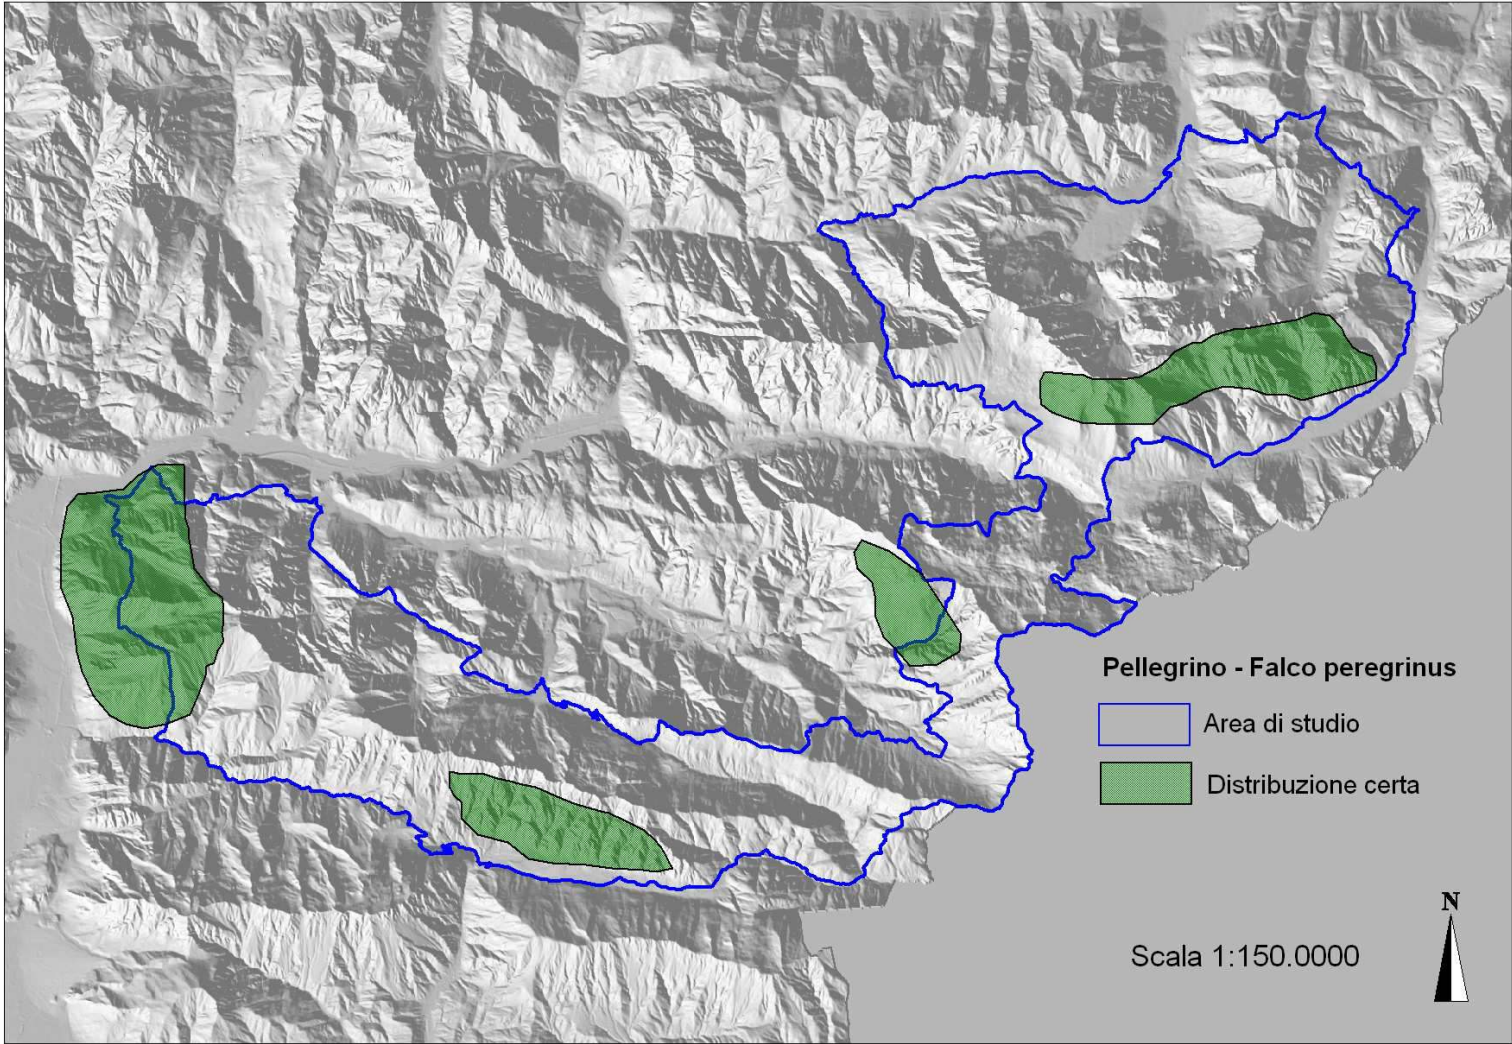 Pellegrino - Falco peregrinus
Area di studio
Distribuzione certa
N
Scala 1:150.0000